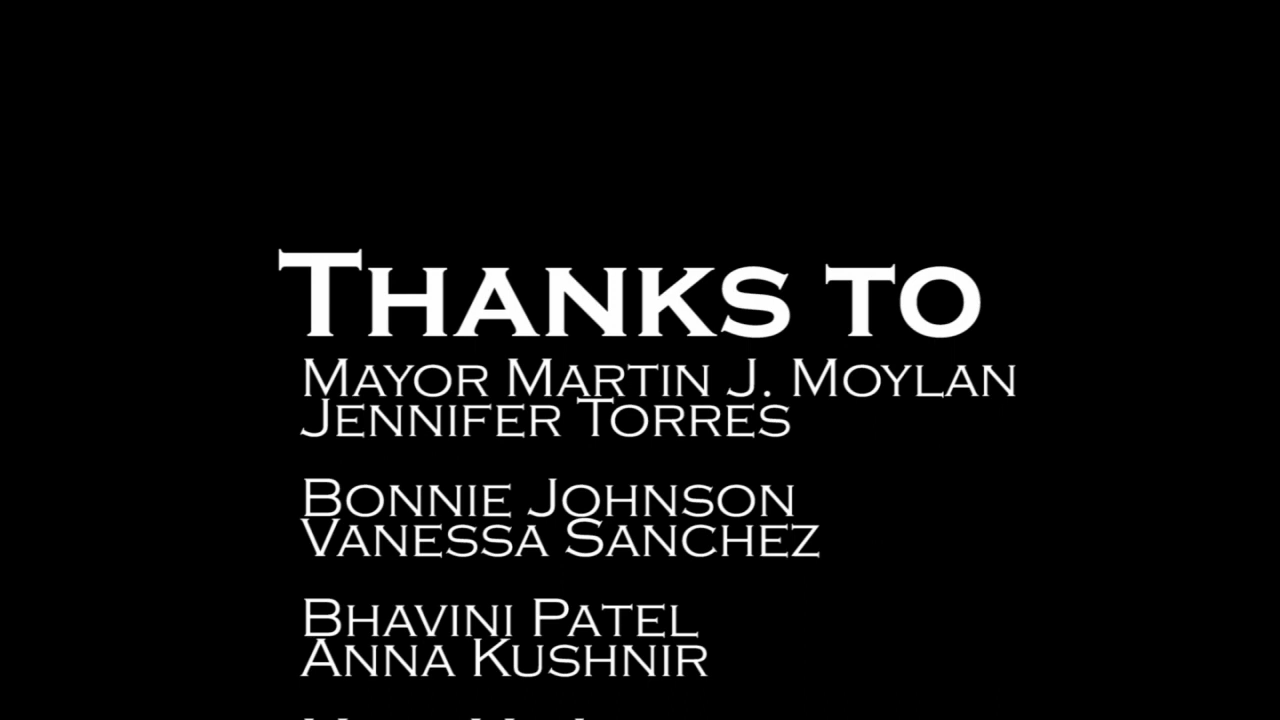 Thanks to
Mayor Martin J. Moylan
Jennifer Torres
Bonnie Johnson
Vanessa Sanchez
Bhavini Patel
Anna Kushnir